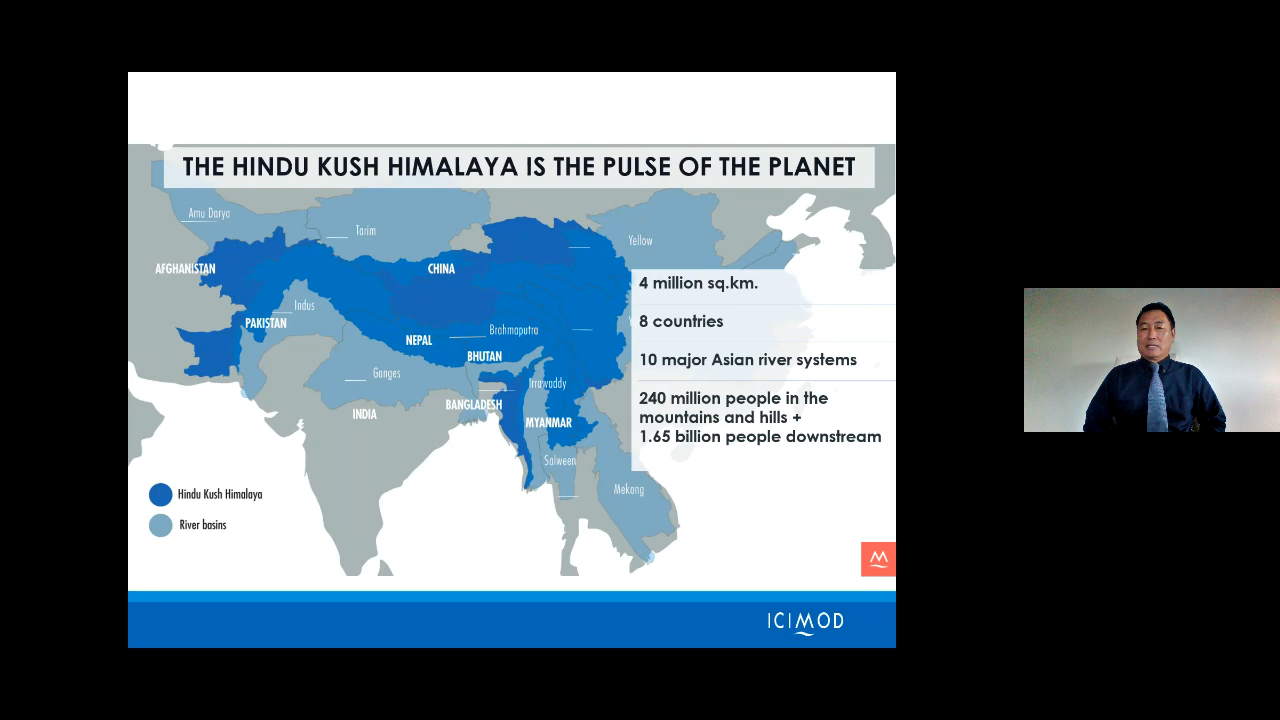 THE HINDU KUSH HIMALAYA IS THE PULSE OF THE PLANET
Amu Darya
Tarim
Yellow
AFGHANISTAN
CHINA
4 million sq.km.
Indus
PAKISTAN
8 countries
Brahmaputra
NEPAL
BHUTAN
10 major Asian river systems
Ganges
Irrawaddy
240 million people in the
mountains and hills +
1.65 billion people downstream
BANGLADESH
INDIA
MYANMAR
Salween
Mekong
Hindu Kush Himalaya
River basins
ICIMOD